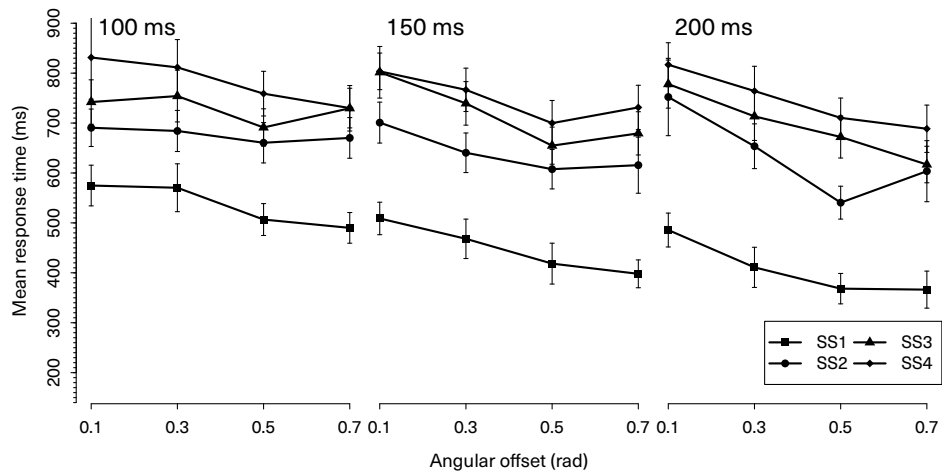 100 ms
150 ms
200 ms
Mean response time (ms)
900
800
700
600
500
400
300
200
SS1
SS3
SS2
SS4
0.1 0.3 0.5 0.7 0.1 0.3 0.5 0.7 0.1 0.3 0.5 0.7
Angular offset (rad)